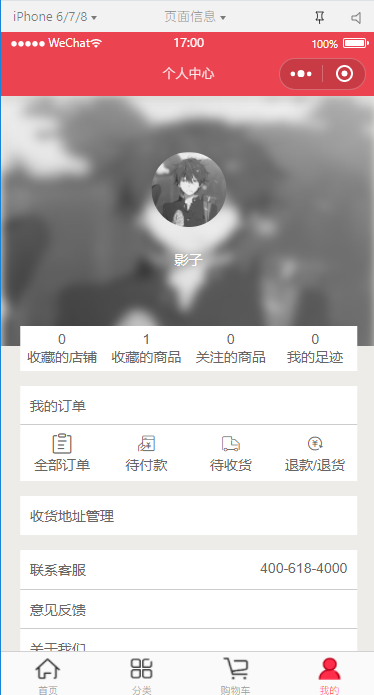 iPhone 6/7/8 页面信息
WeChat 17:00 100%
个人中心
影子
0 1 0 0
收藏的店铺 收藏的商品 关注的商品 我的足迹
我的订单
全部订单 待付款 待收货 退款/退货
收货地址管理
联系客服 400-618-4000
意见反馈
关于我们
首页 分类 购物车 我的